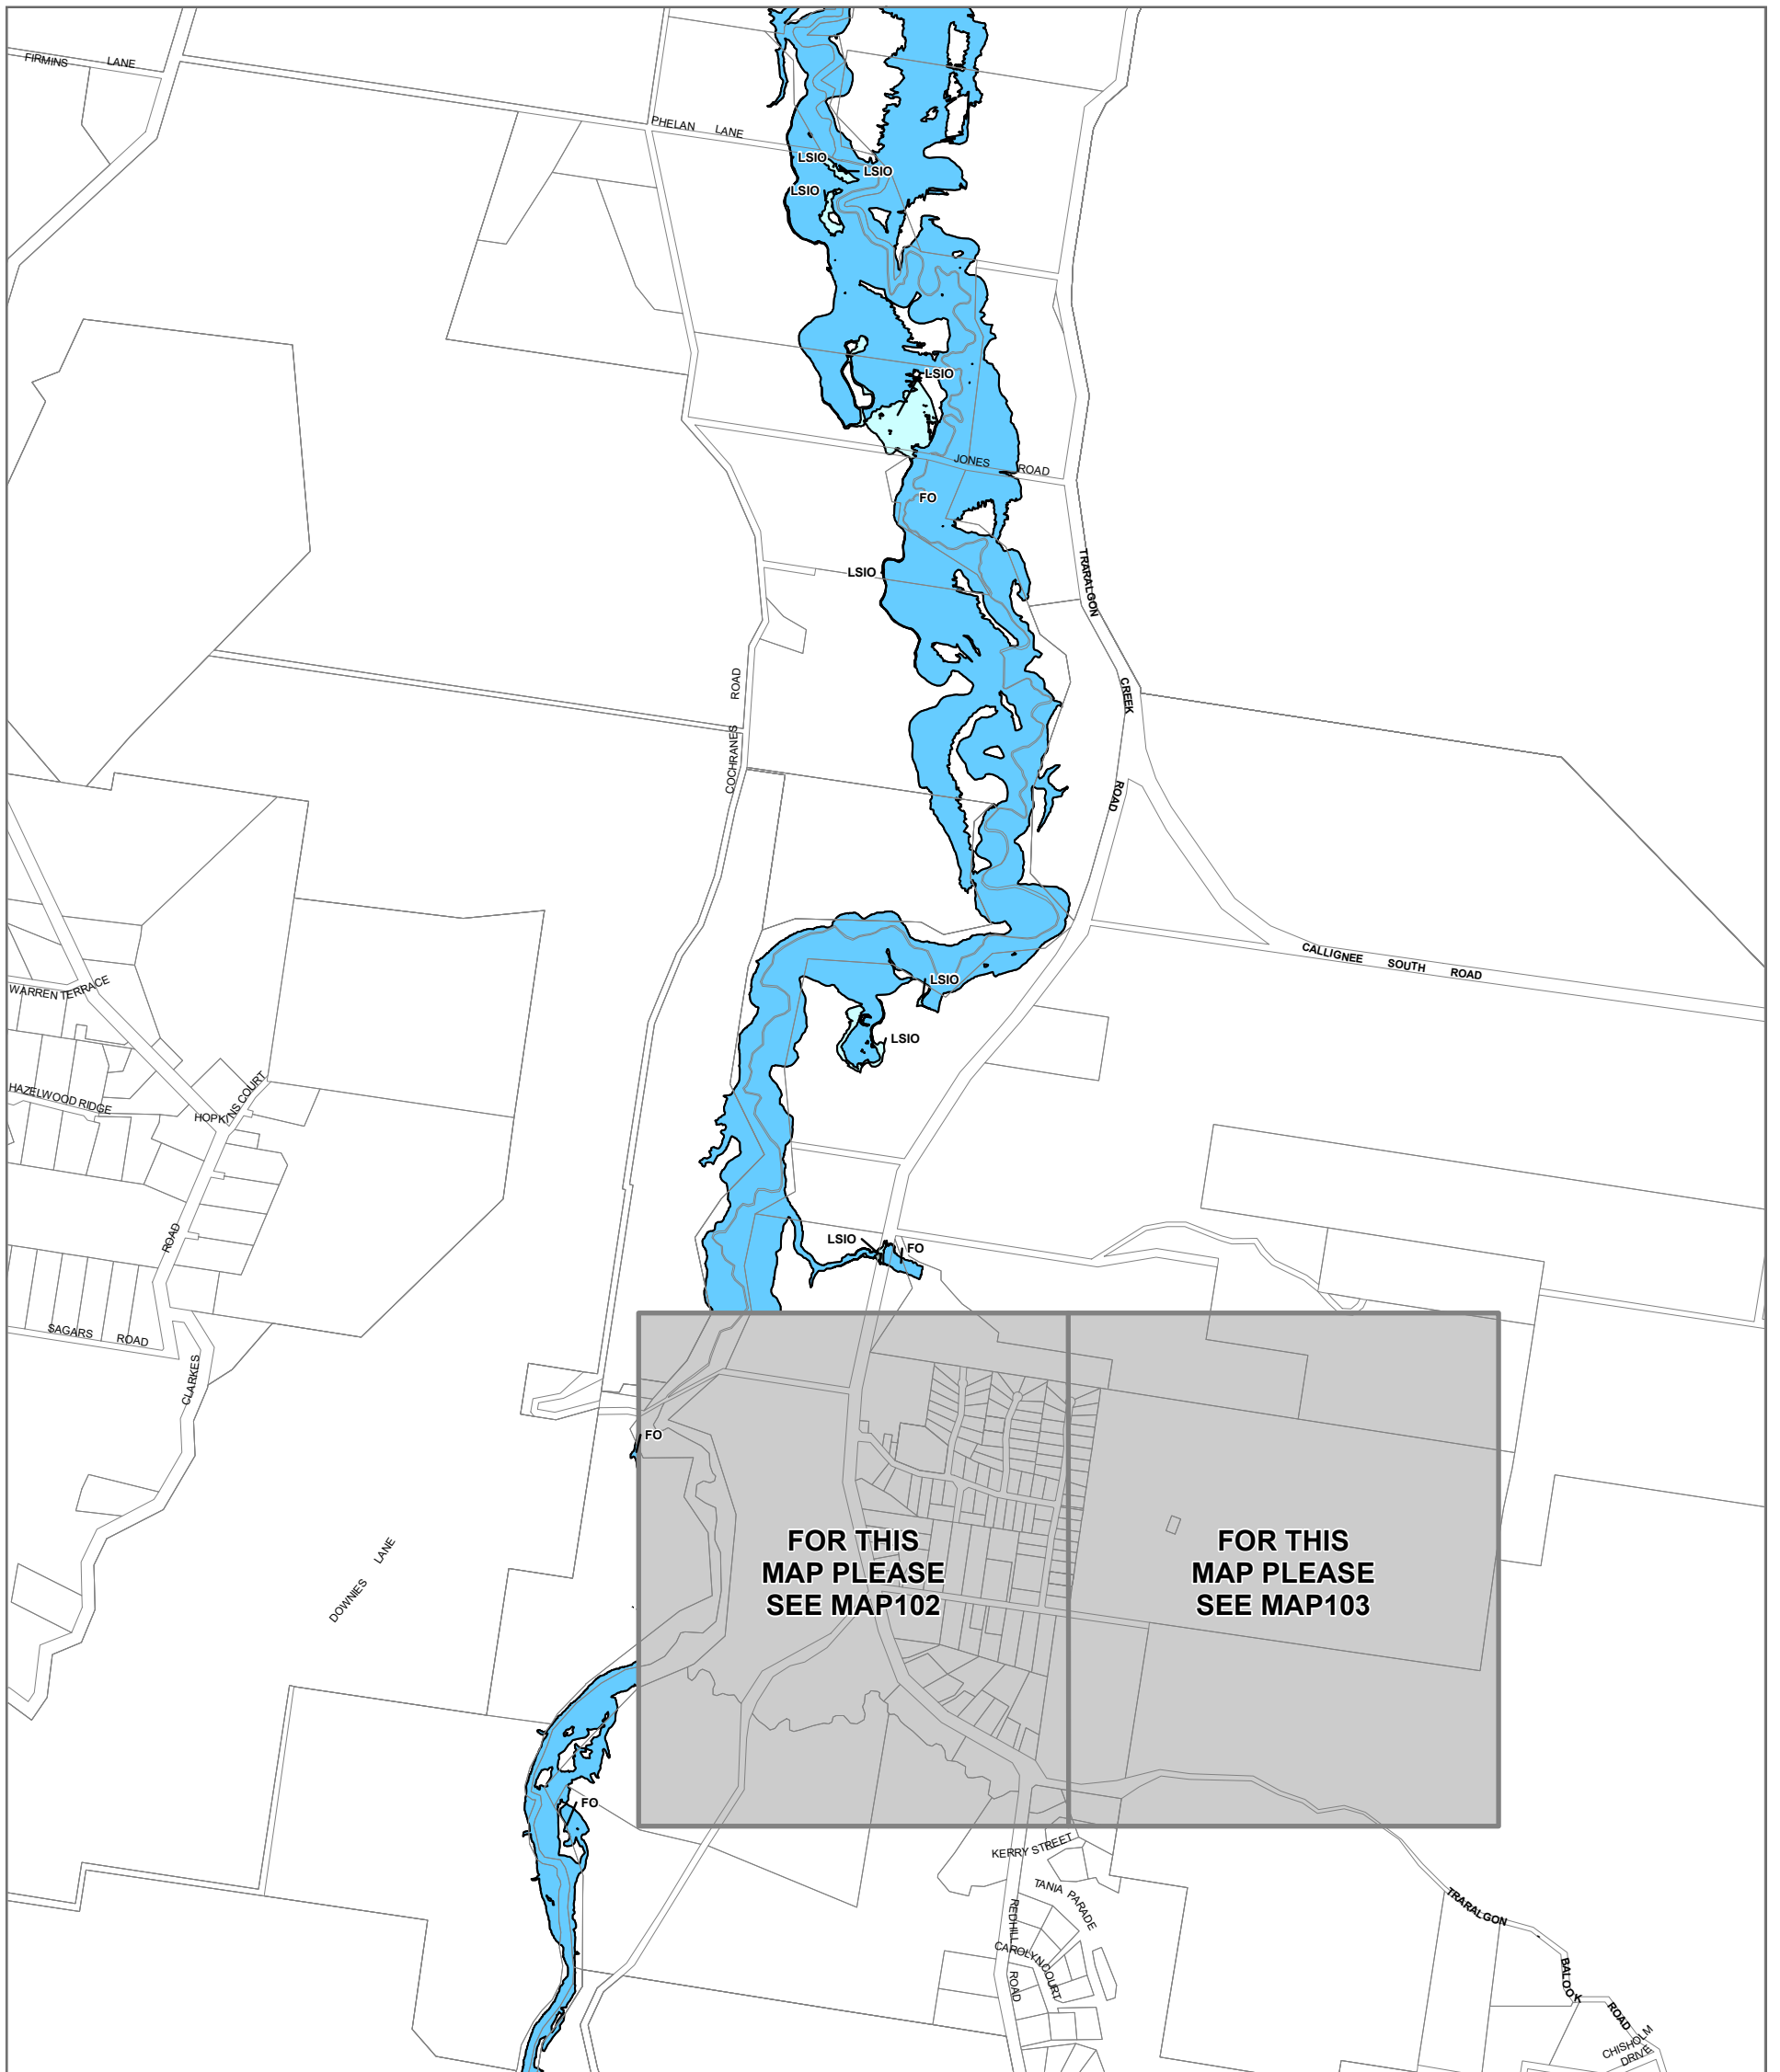 FIRMINS LANE
PHELAN LANE
LSIO
LSIO
LSIO
LSIO
JONES ROAD
FO
LSIO
TRARALGON CREEK ROAD
COCHRANES ROAD
CALLIGNEE SOUTH ROAD
LSIO
WARREN TERRACE
LSIO
HAZELWOOD RIDGE
HOPKINS COURT
LSIO
FO
ROAD
SAGARS ROAD
CLARKES
FO
FOR THIS
MAP PLEASE
SEE MAP102
FOR THIS
MAP PLEASE
SEE MAP103
DOWNIES LANE
FO
KERRY STREET
TANIA PARADE
REDHILL ROAD
CAROLYN COURT
TRARALGON BALOOK ROAD
CHISHOLM
DRIVE